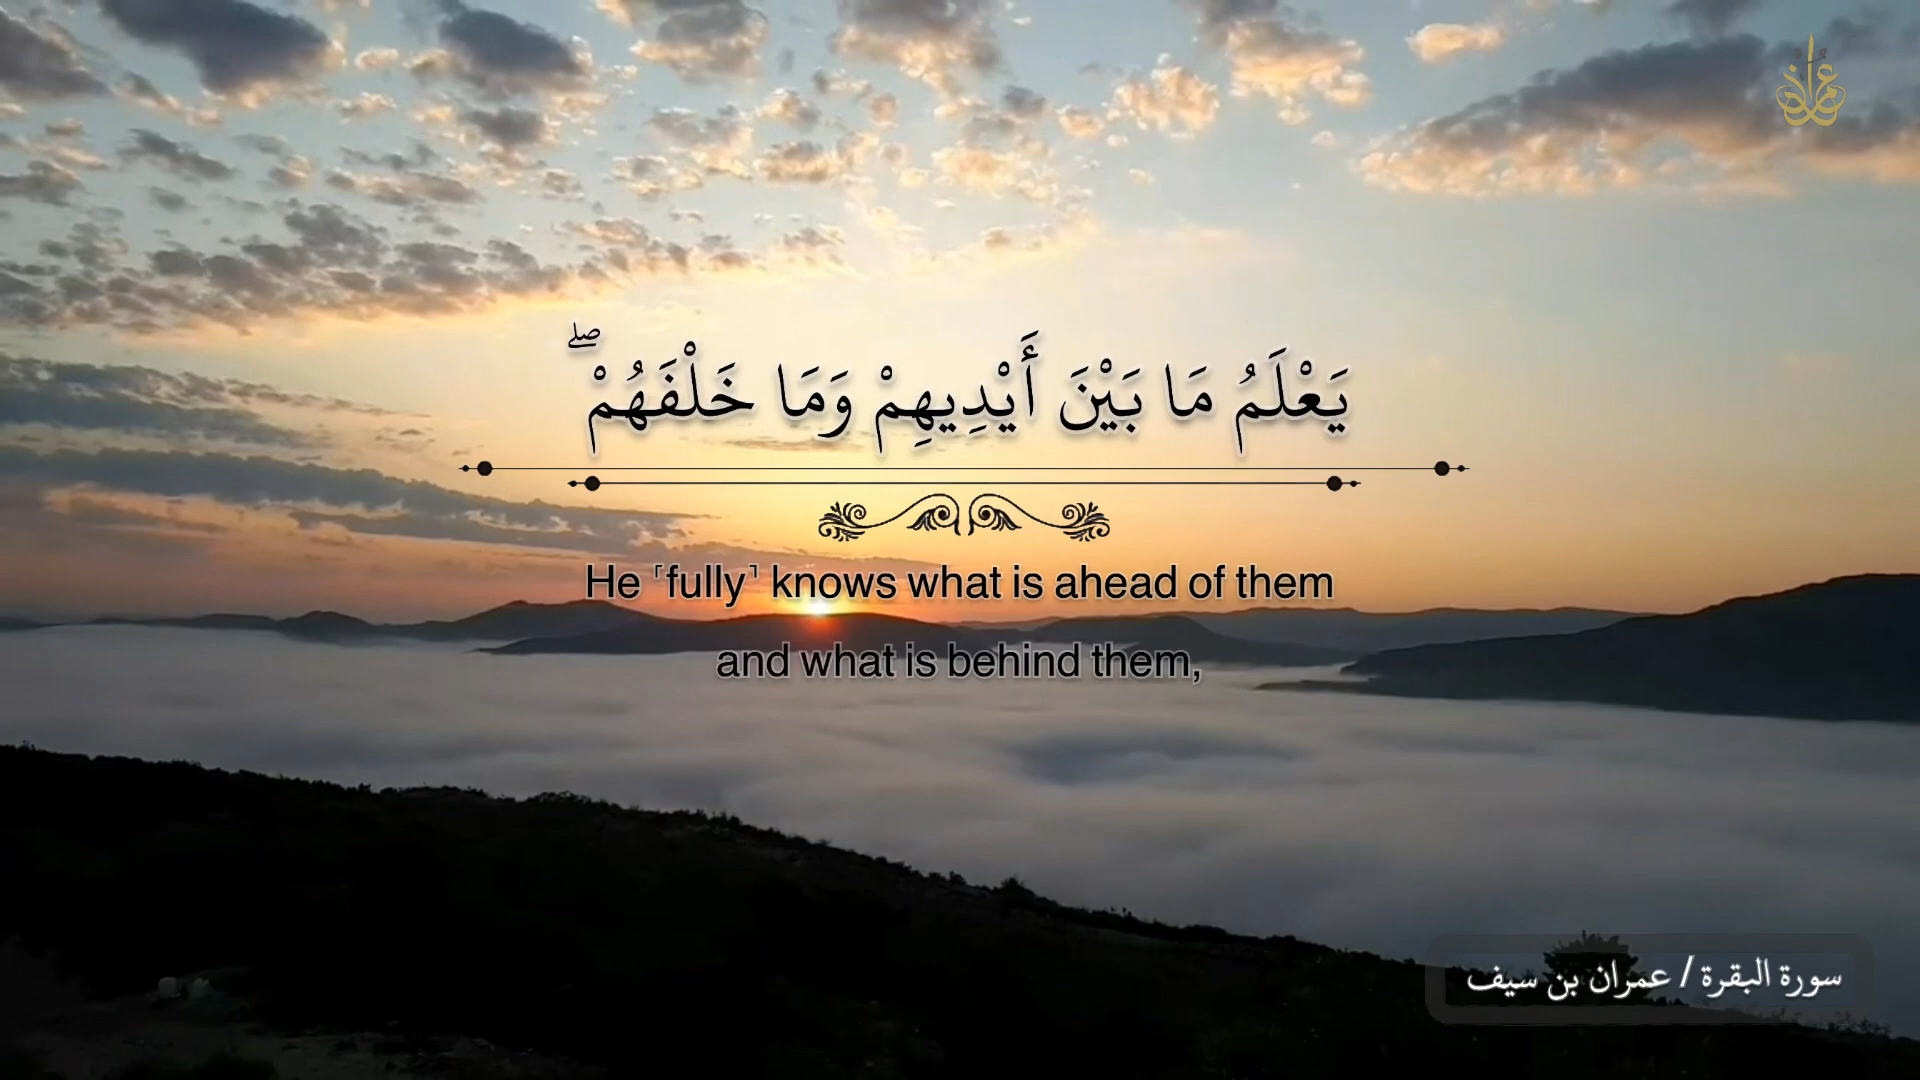 يَعْلَمُ مَا بَيْنَ أَيْدِيهِمْ وَمَا خَلْفَهُمْ ۖ
He ˹fully˺ knows what is ahead of them
and what is behind them,
سورة البقرة / عمران بن سيف